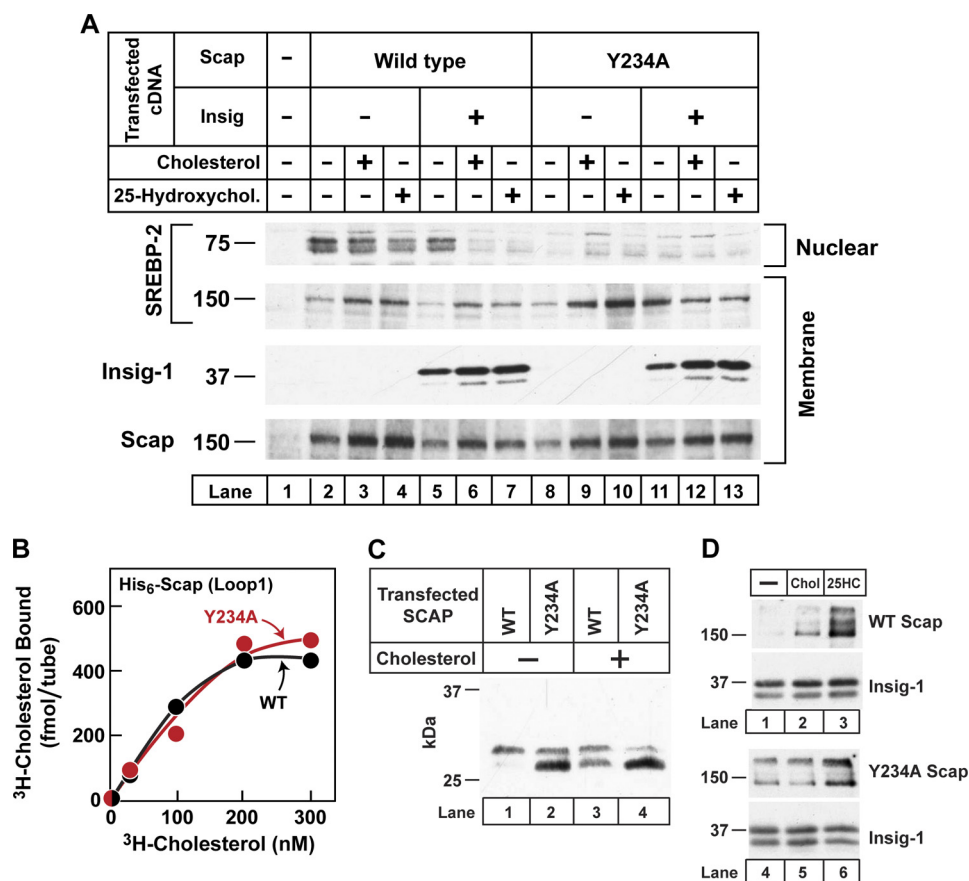 A
Transfected cDNA
Scap – Wild type Y234A
Insig – – + – +
Cholesterol – – + – – + – – + – – + –
25-Hydroxychol. – – – + – – + – – + – – +
SREBP-2
75 Nuclear
150
Insig-1 37
Scap 150
Membrane
Lane 1 2 3 4 5 6 7 8 9 10 11 12 13
B
His6-Scap (Loop1)
Y234A
WT
600
400
200
0
³H-Cholesterol Bound
(fmol/tube)
0 100 200 300
³H-Cholesterol (nM)
C
Transfected SCAP
WT Y234A WT Y234A
Cholesterol – +
kDa
37
25
Lane 1 2 3 4
D
– Chol 25HC
150 WT Scap
37 Insig-1
Lane 1 2 3
150 Y234A Scap
37 Insig-1
Lane 4 5 6